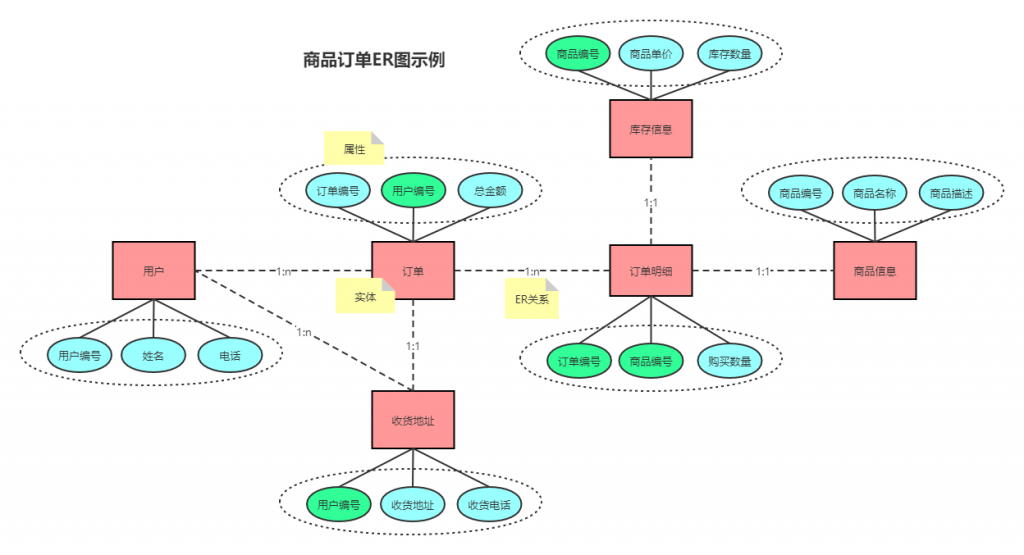 商品订单ER图示例
商品编号
商品单价
库存数量
库存信息
属性
订单编号
用户编号
总金额
商品编号
商品名称
商品描述
1:1
用户
1:n
订单
1:n
订单明细
1:1
商品信息
实体
ER关系
1:n
1:1
用户编号
姓名
电话
订单编号
商品编号
购买数量
收货地址
用户编号
收货地址
收货电话